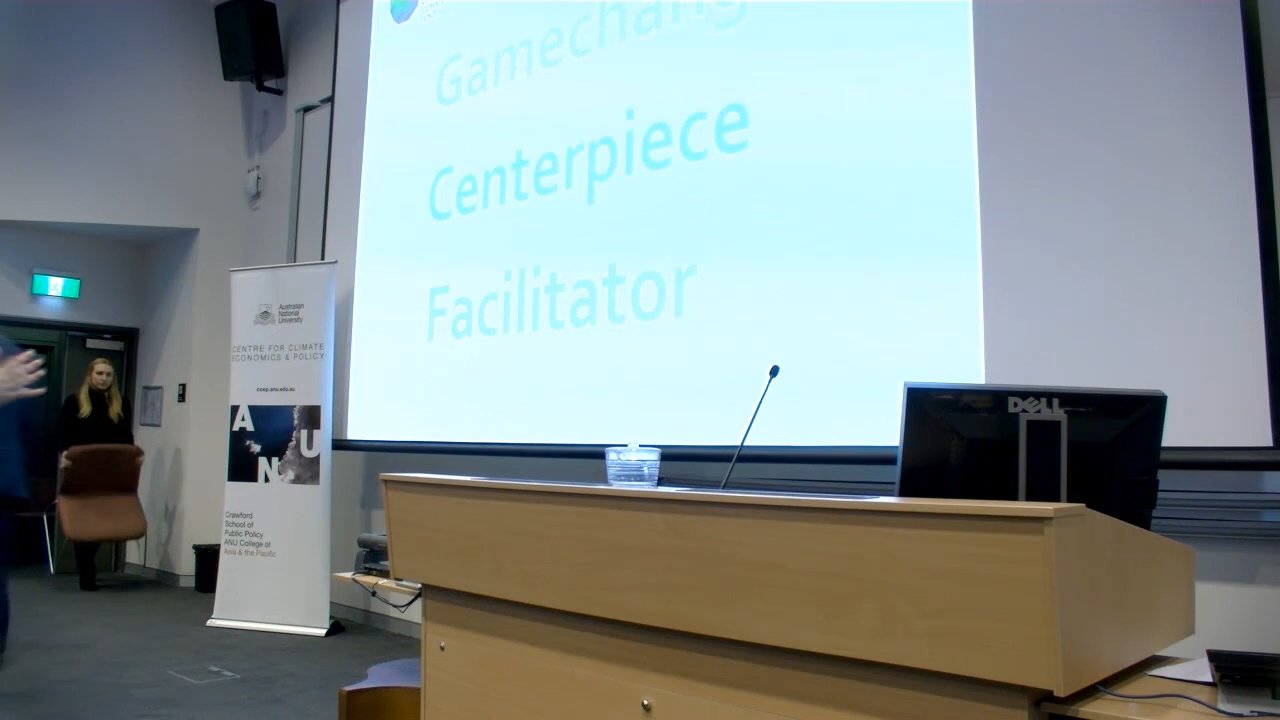 Gamechang
Centerpiece
Facilitator
Australian
National
University
CENTRE FOR CLIMATE
ECONOMICS & POLICY
ccep.anu.edu.au
A
N
U
Crawford
School of
Public Policy
ANU College of
Asia & the Pacific
DELL